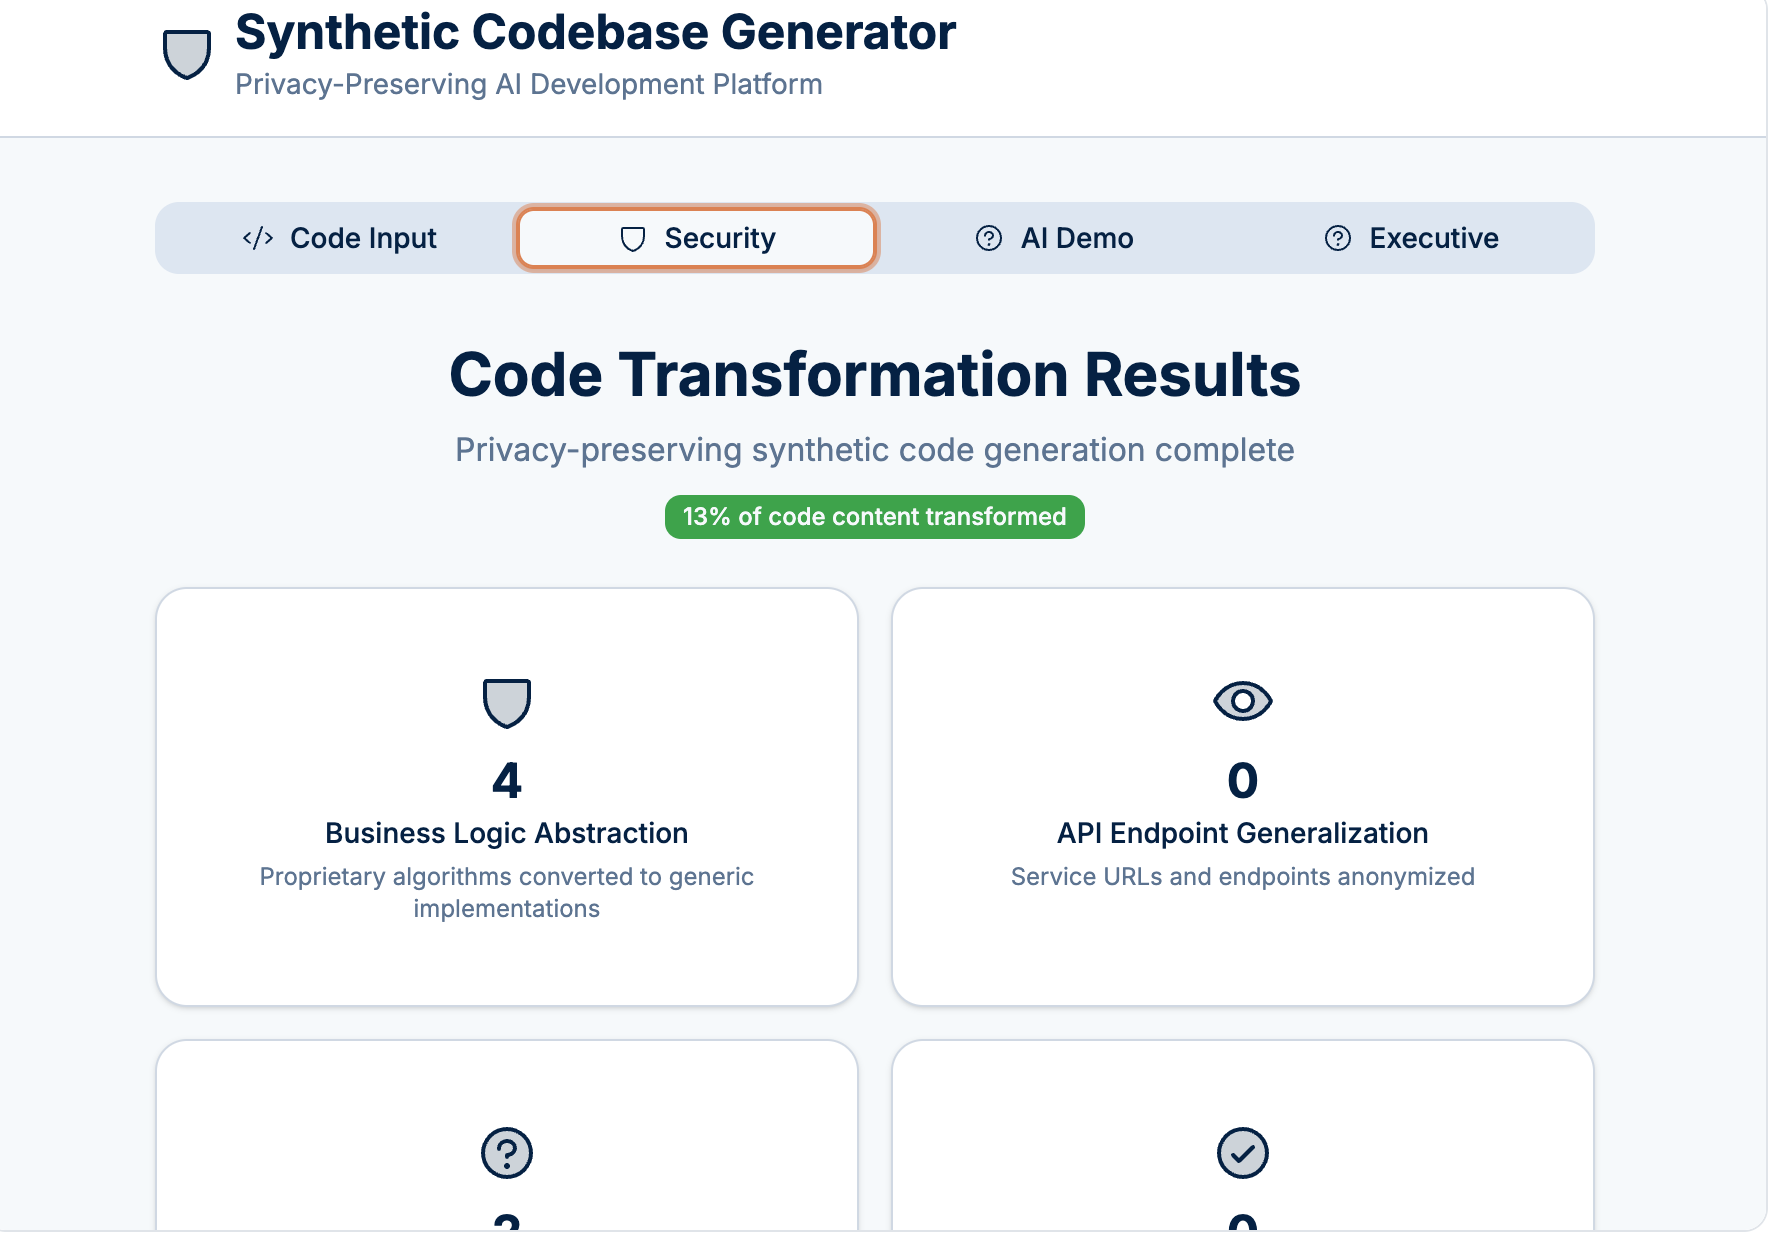 Synthetic Codebase Generator
Privacy-Preserving AI Development Platform
Code Input
Security
AI Demo
Executive
Code Transformation Results
Privacy-preserving synthetic code generation complete
13% of code content transformed
4
Business Logic Abstraction
Proprietary algorithms converted to generic
implementations
0
API Endpoint Generalization
Service URLs and endpoints anonymized